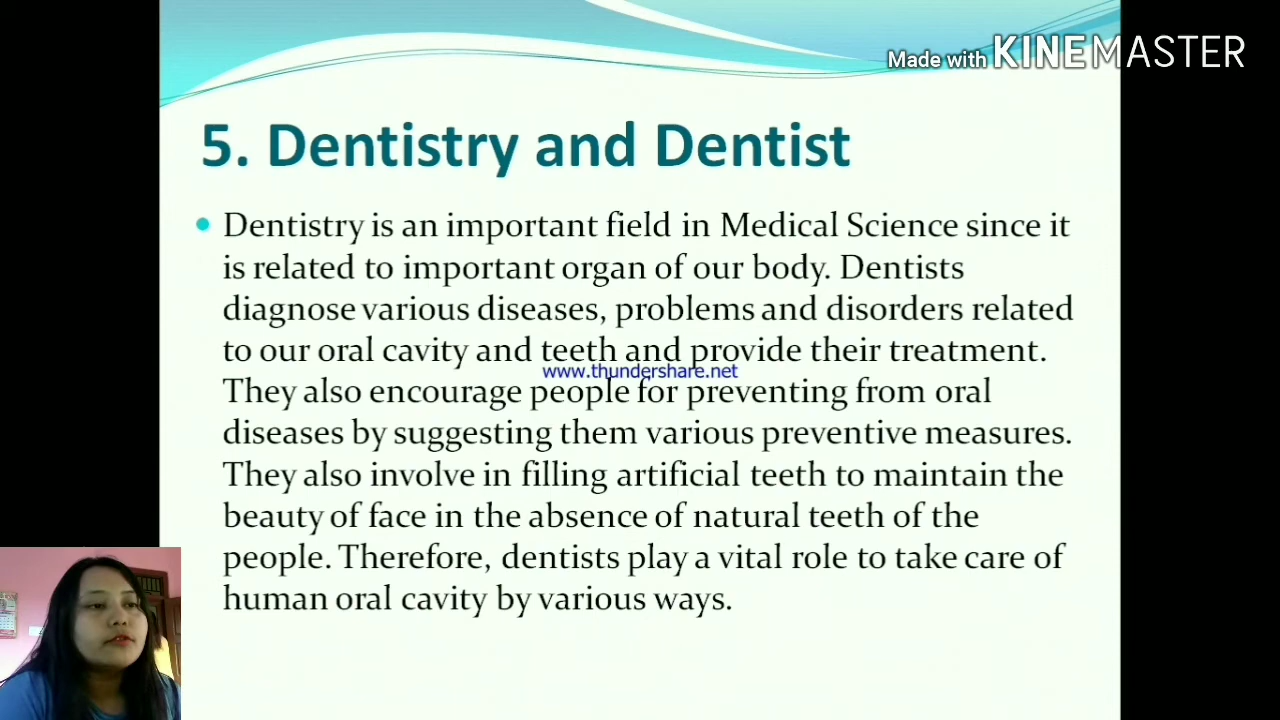 Made with KINEMASTER
5. Dentistry and Dentist
Dentistry is an important field in Medical Science since it
is related to important organ of our body. Dentists
diagnose various diseases, problems and disorders related
to our oral cavity and teeth and provide their treatment.
www.thundershare.net
They also encourage people for preventing from oral
diseases by suggesting them various preventive measures.
They also involve in filling artificial teeth to maintain the
beauty of face in the absence of natural teeth of the
people. Therefore, dentists play a vital role to take care of
human oral cavity by various ways.